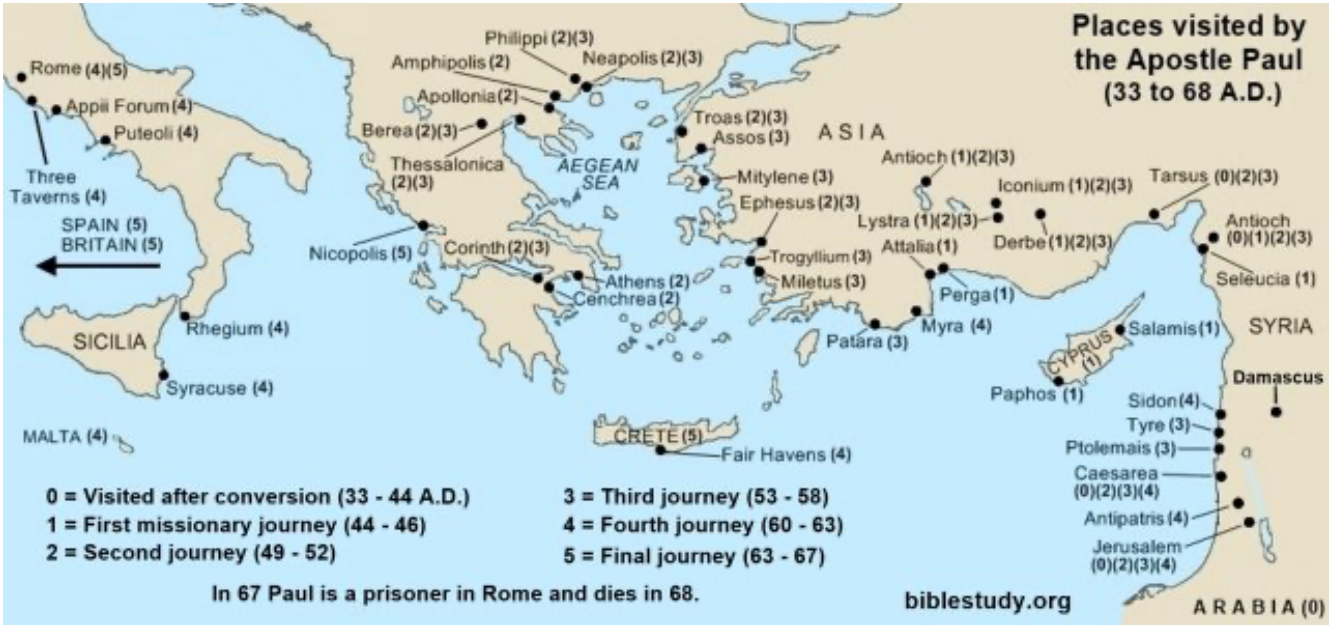 Places visited by
the Apostle Paul
(33 to 68 A.D.)
Philippi (2)(3)
Neapolis (2)(3)
Amphipolis (2)
Apollonia (2)
Berea (2)(3)
Thessalonica
(2)(3)
Rome (4)(5)
Appii Forum (4)
Puteoli (4)
Three
Taverns (4)
SPAIN (5)
BRITAIN (5)
AEGEAN
SEA
Troas (2)(3)
Assos (3)
ASIA
Mitylene (3)
Ephesus (2)(3)
Antioch (1)(2)(3)
Iconium (1)(2)(3)
Tarsus (0)(2)(3)
Lystra (1)(2)(3)
Derbe (1)(2)(3)
Antioch
(0)(1)(2)(3)
Seleucia (1)
Nicopolis (5)
Corinth (2)(3)
Athens (2)
Cenchrea (2)
Trogyllium (3)
Miletus (3)
Attalia (1)
Perga (1)
Patara (3)
Myra (4)
Rhegium (4)
SICILIA
Syracuse (4)
MALTA (4)
Salamis (1)
CYPRUS
(1)
Paphos (1)
SYRIA
Damascus
Sidon (4)
Tyre (3)
Ptolemais (3)
Caesarea
(0)(2)(3)(4)
Antipatris (4)
Jerusalem
(0)(2)(3)(4)
CRETE (5)
Fair Havens (4)
0 = Visited after conversion (33 - 44 A.D.)
1 = First missionary journey (44 - 46)
2 = Second journey (49 - 52)
3 = Third journey (53 - 58)
4 = Fourth journey (60 - 63)
5 = Final journey (63 - 67)
In 67 Paul is a prisoner in Rome and dies in 68.
biblestudy.org
ARABIA (0)